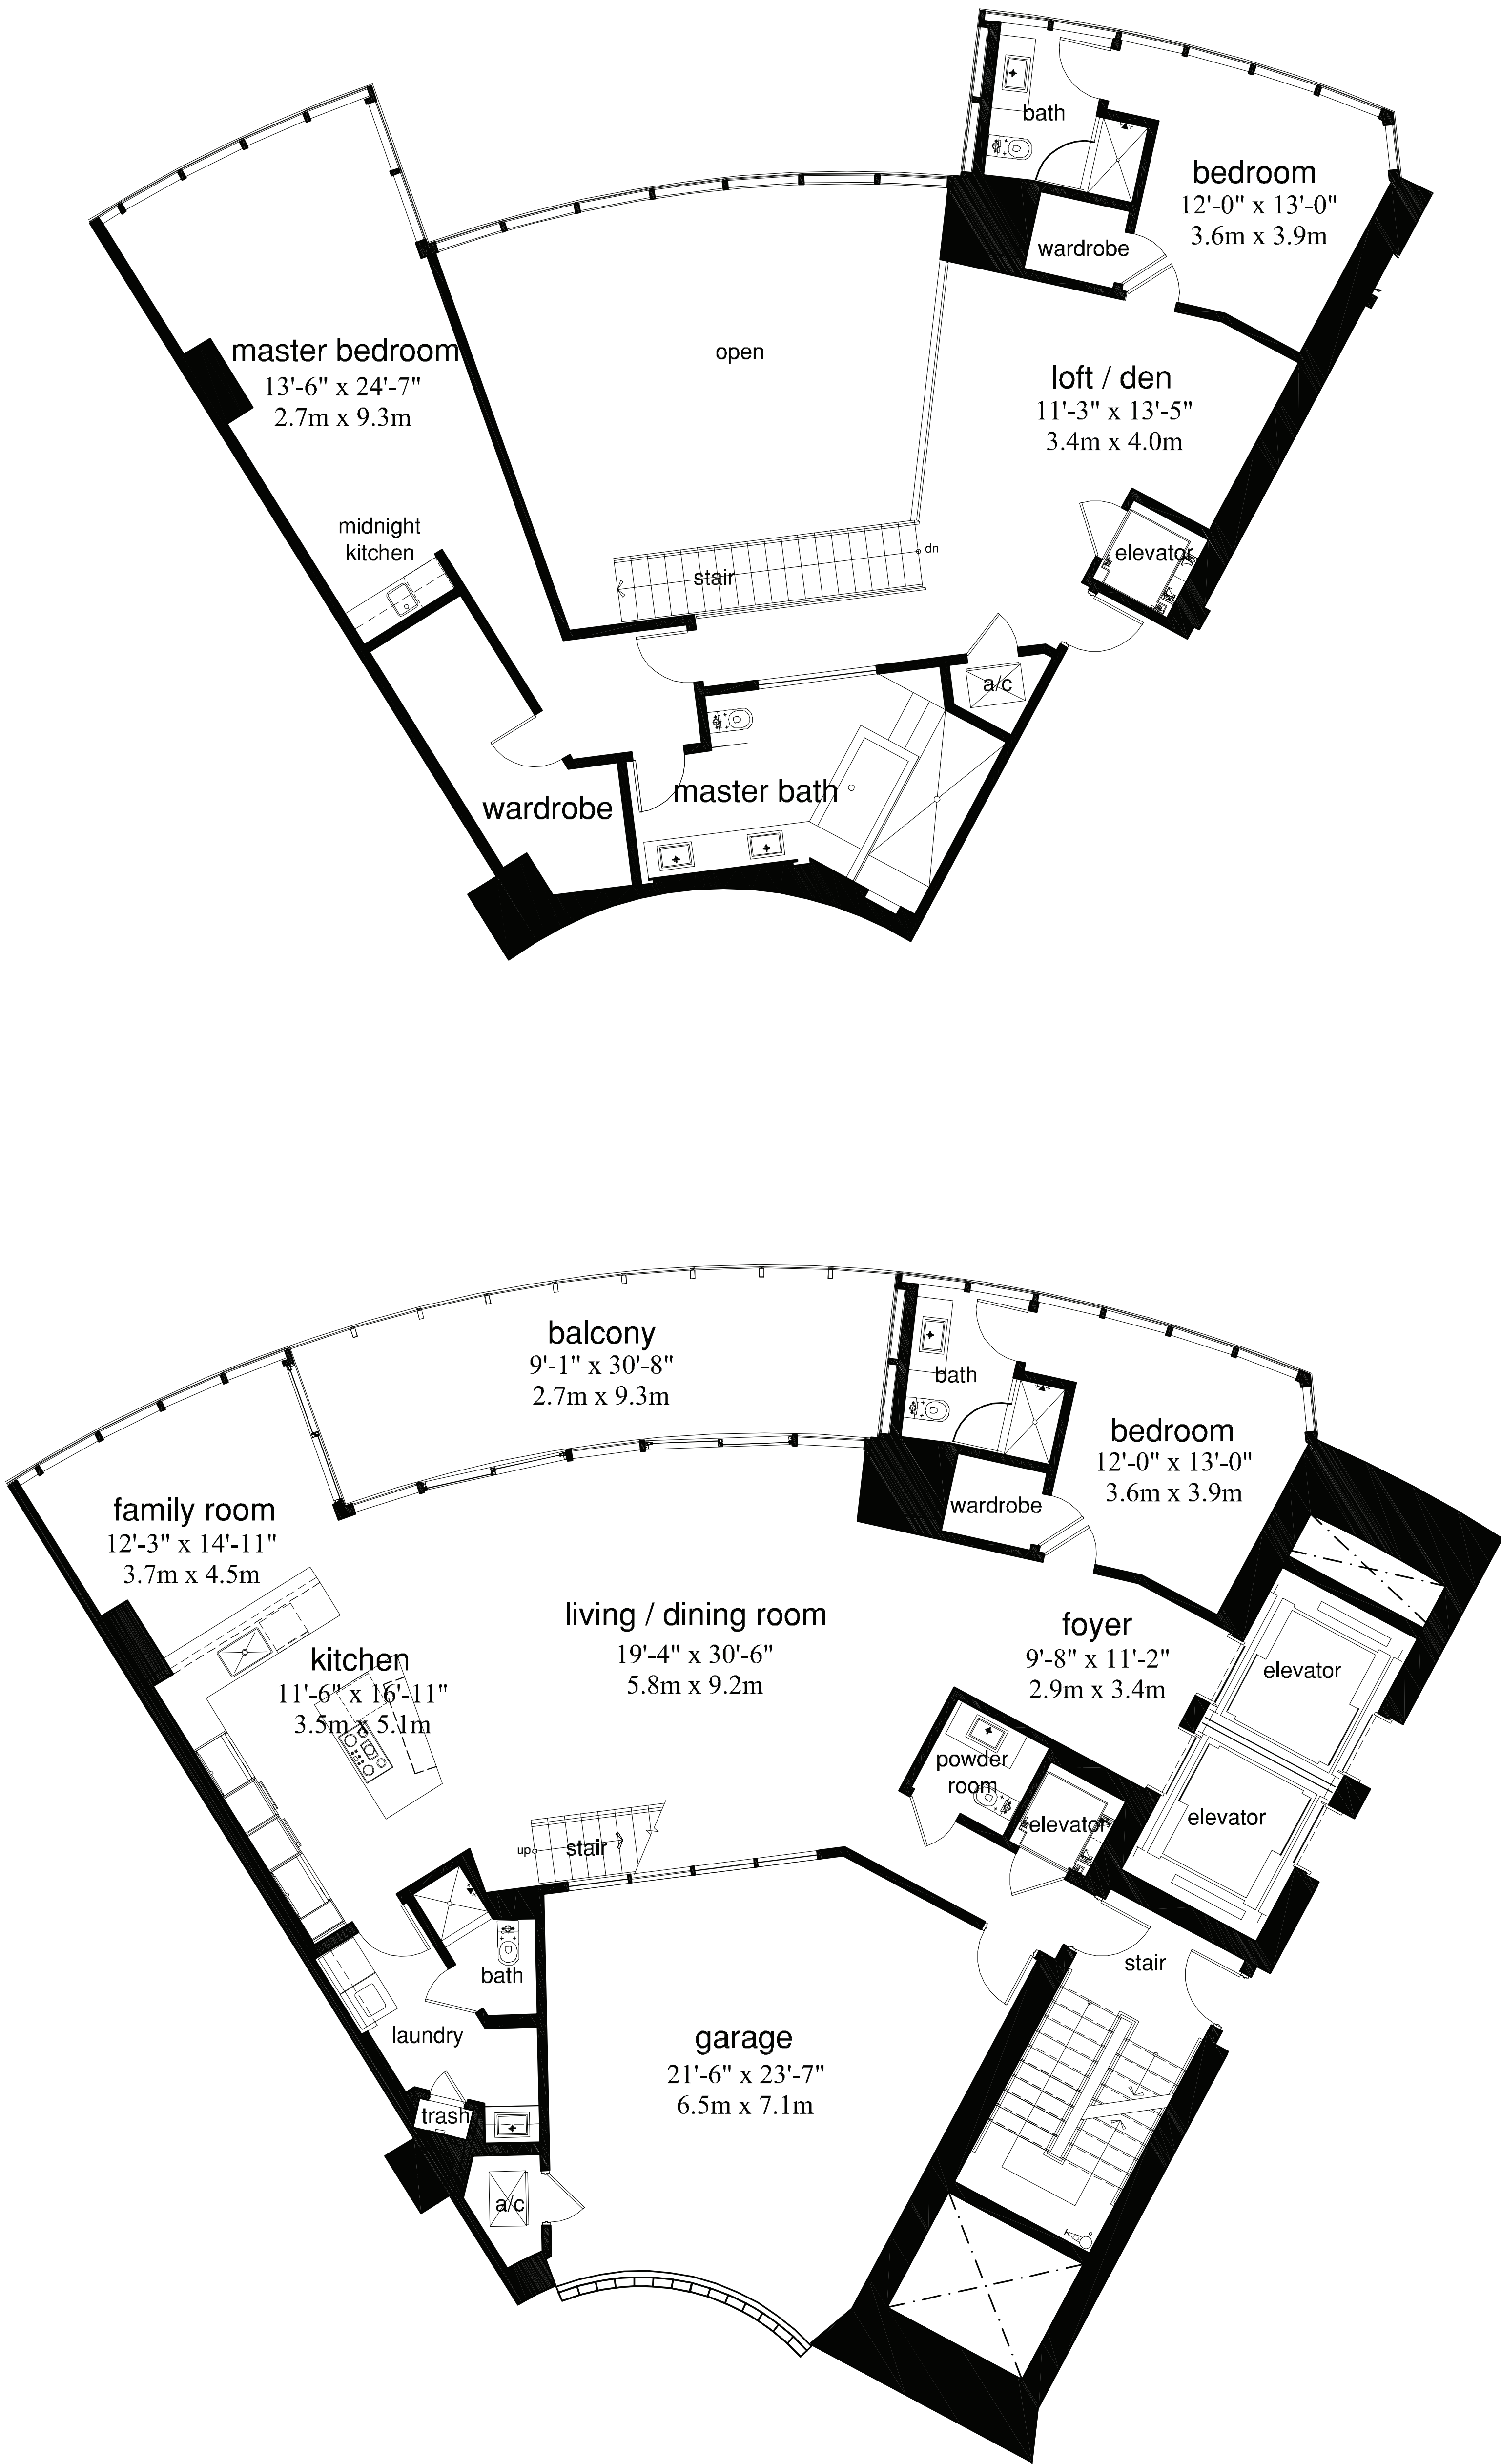 bath
bedroom
12'-0" x 13'-0"
3.6m x 3.9m
wardrobe
master bedroom
13'-6" x 24'-7"
2.7m x 9.3m
open
loft / den
11'-3" x 13'-5"
3.4m x 4.0m
midnight
kitchen
elevator
dn
stair
a/c
master bath
wardrobe
balcony
9'-1" x 30'-8"
2.7m x 9.3m
bath
bedroom
12'-0" x 13'-0"
3.6m x 3.9m
wardrobe
family room
12'-3" x 14'-11"
3.7m x 4.5m
living / dining room
19'-4" x 30'-6"
5.8m x 9.2m
foyer
9'-8" x 11'-2"
2.9m x 3.4m
kitchen
11'-6" x 16'-11"
3.5m x 5.1m
elevator
powder
room
elevator
elevator
up
stair
stair
bath
laundry
garage
21'-6" x 23'-7"
6.5m x 7.1m
trash
a/c